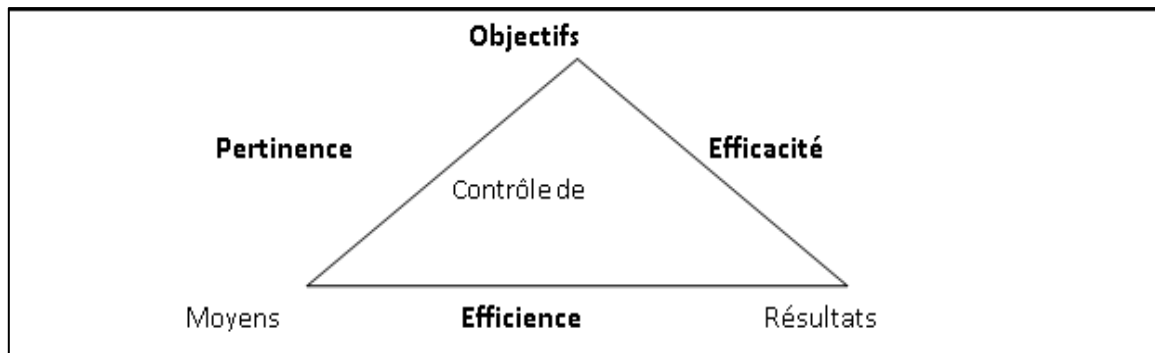 Objectifs
Pertinence
Efficacité
Contrôle de
Moyens
Efficience
Résultats